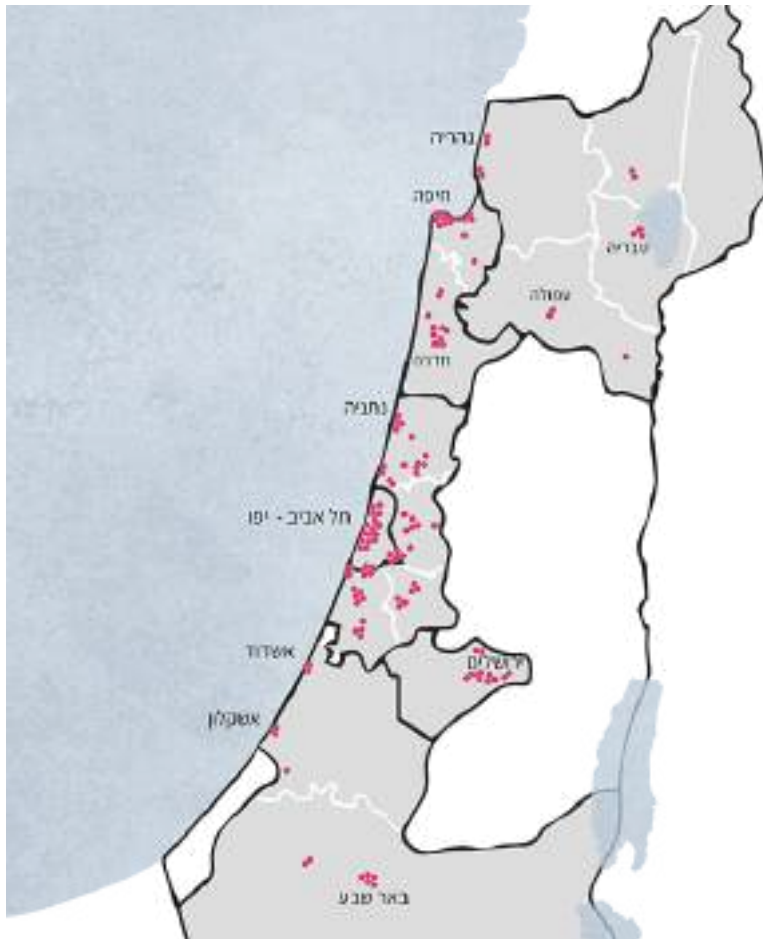 נהריה
חיפה
טבריה
עפולה
חדרה
נתניה
תל אביב - יפו
ירושלים
אשדוד
אשקלון
באר שבע